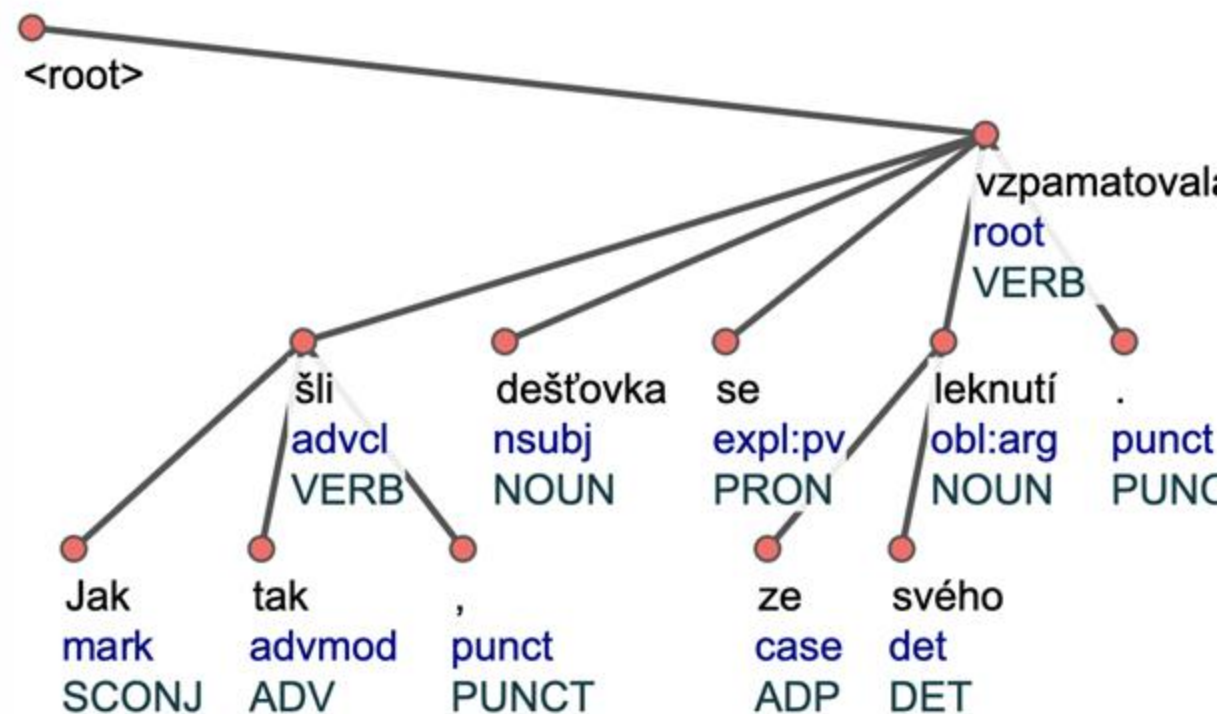 <root>
vzpamatovala
root
VERB
šli dešťovka se leknutí .
advcl nsubj expl:pv obl:arg punct
VERB NOUN PRON NOUN PUNC
Jak tak , ze svého
mark advmod punct case det
SCONJ ADV PUNCT ADP DET